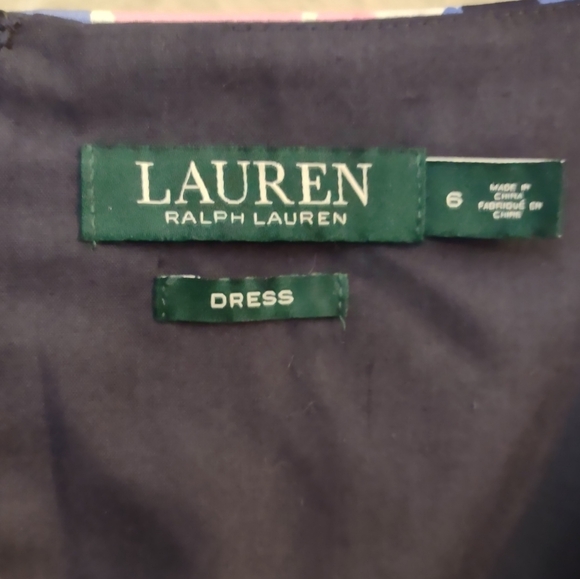 LAUREN
RALPH LAUREN
6
MADE IN
CHINA
FABRIQUÉ EN
CHINE
DRESS